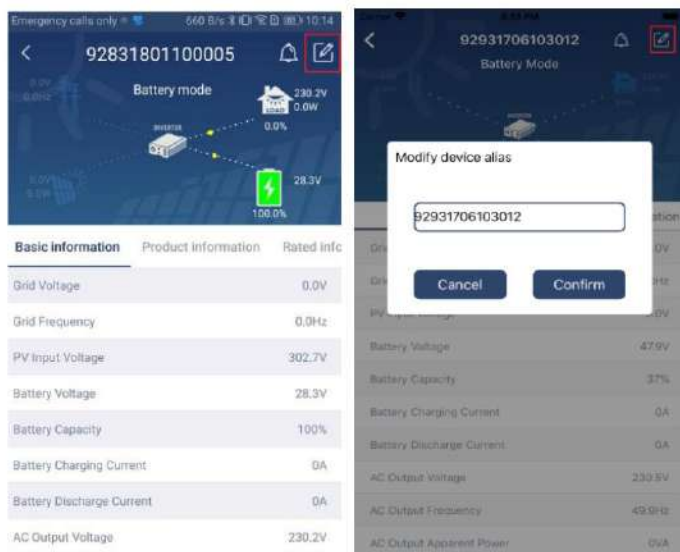 Emergency calls only
660 B/s
10:14
92831801100005
Battery mode
230.2V
0.0W
LOAD
0.0%
INVERTER
28.3V
100.0%
Basic information Product information Rated info
Grid Voltage 0.0V
Grid Frequency 0.0Hz
PV Input Voltage 302.7V
Battery Voltage 28.3V
Battery Capacity 100%
Battery Charging Current 0A
Battery Discharge Current 0A
AC Output Voltage 230.2V
92931706103012
Battery Mode
Modify device alias
92931706103012
Cancel Confirm
Battery Voltage 47.9V
Battery Capacity 37%
Battery Charging Current 0A
Battery Discharge Current 0A
AC Output Voltage 230.5V
AC Output Frequency 49.9Hz
AC Output Apparent Power 0VA